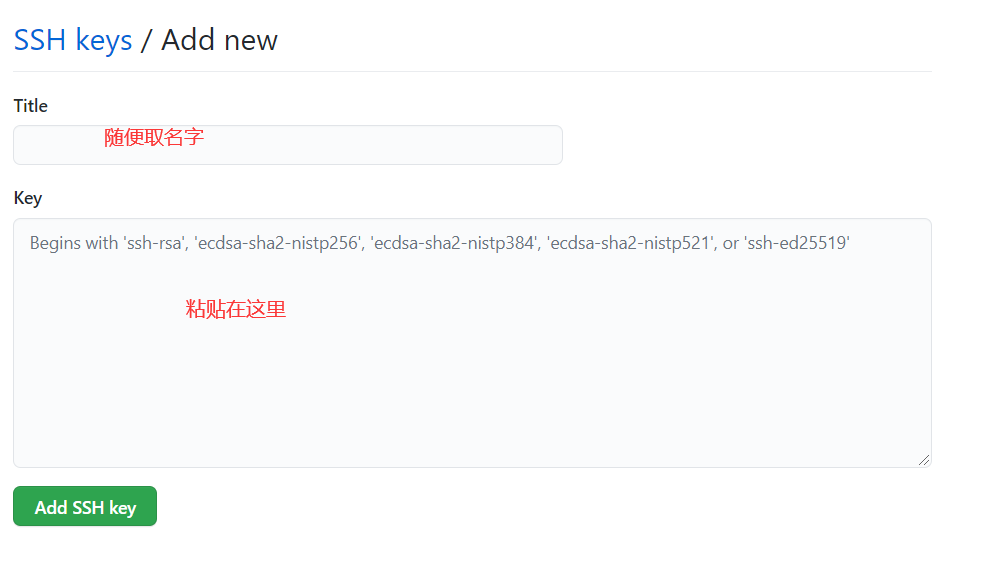 SSH keys / Add new
Title
随便取名字
Key
Begins with 'ssh-rsa', 'ecdsa-sha2-nistp256', 'ecdsa-sha2-nistp384', 'ecdsa-sha2-nistp521', or 'ssh-ed25519'
粘贴在这里
Add SSH key